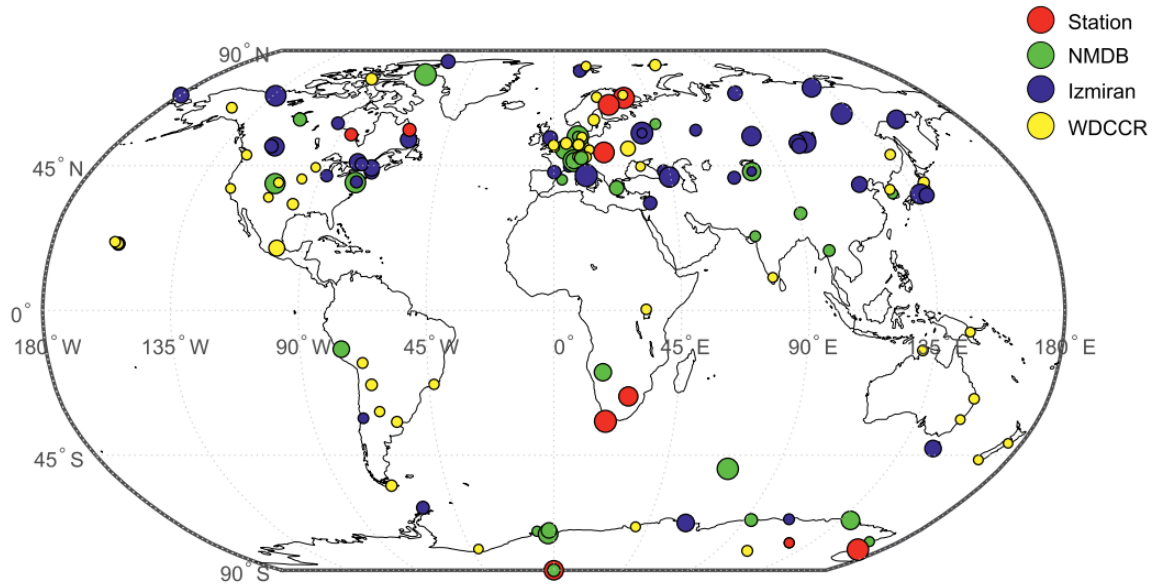 Station
NMDB
Izmiran
WDCCR
90° N
45° N
0°
180° W
135° W
90° W
45° W
0°
45° E
90° E
135° E
180° E
45° S
90° S